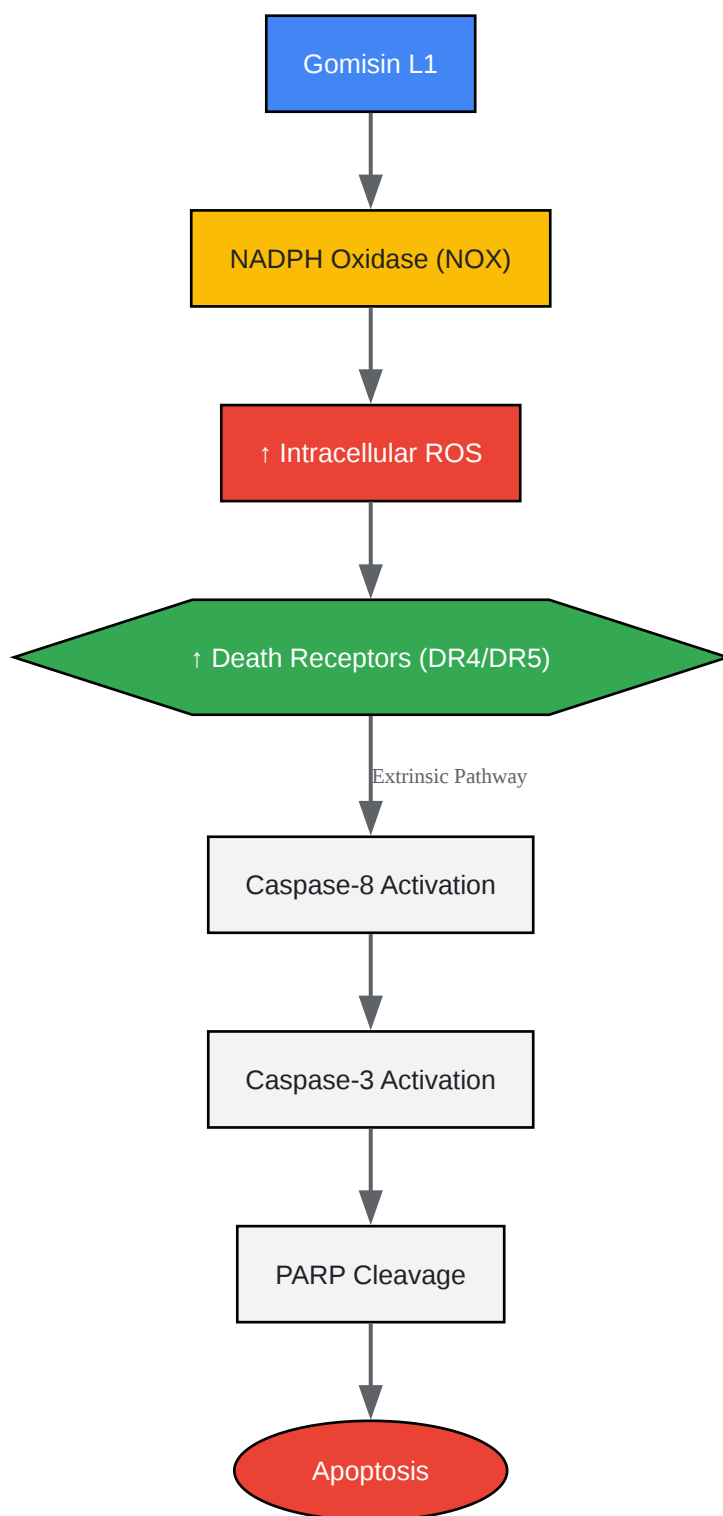 Gomisin L1
NADPH Oxidase (NOX)
↑ Intracellular ROS
↑ Death Receptors (DR4/DR5)
Extrinsic Pathway
Caspase-8 Activation
Caspase-3 Activation
PARP Cleavage
Apoptosis